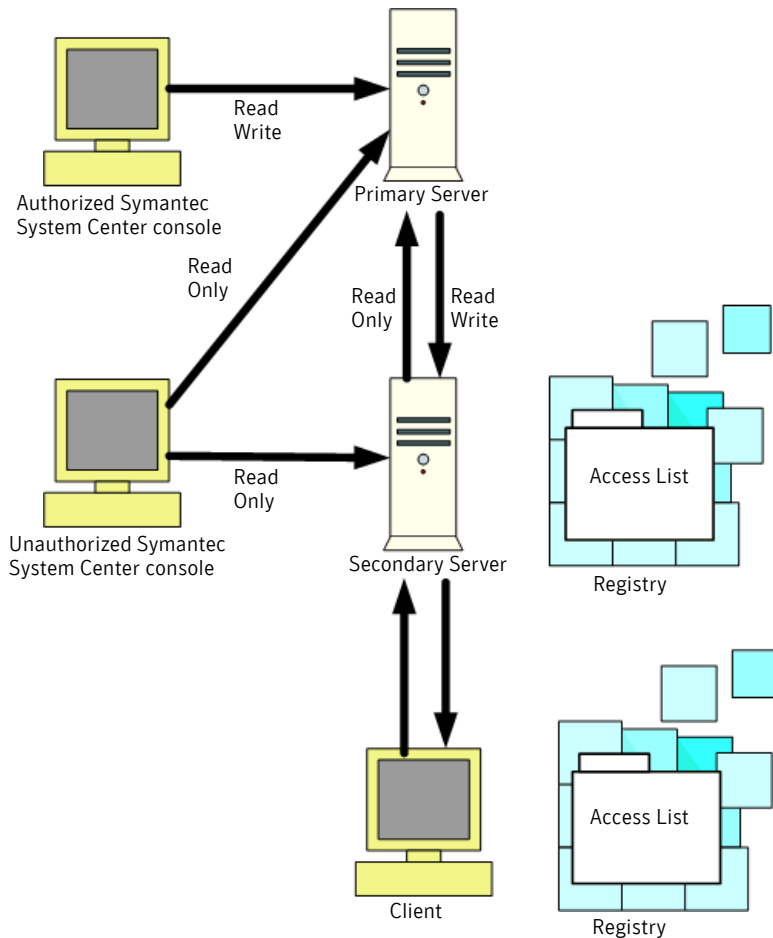 Read
Write
Authorized Symantec
System Center console
Primary Server
Read
Only
Read
Only
Read
Write
Read
Only
Unauthorized Symantec
System Center console
Secondary Server
Access List
Registry
Client
Access List
Registry